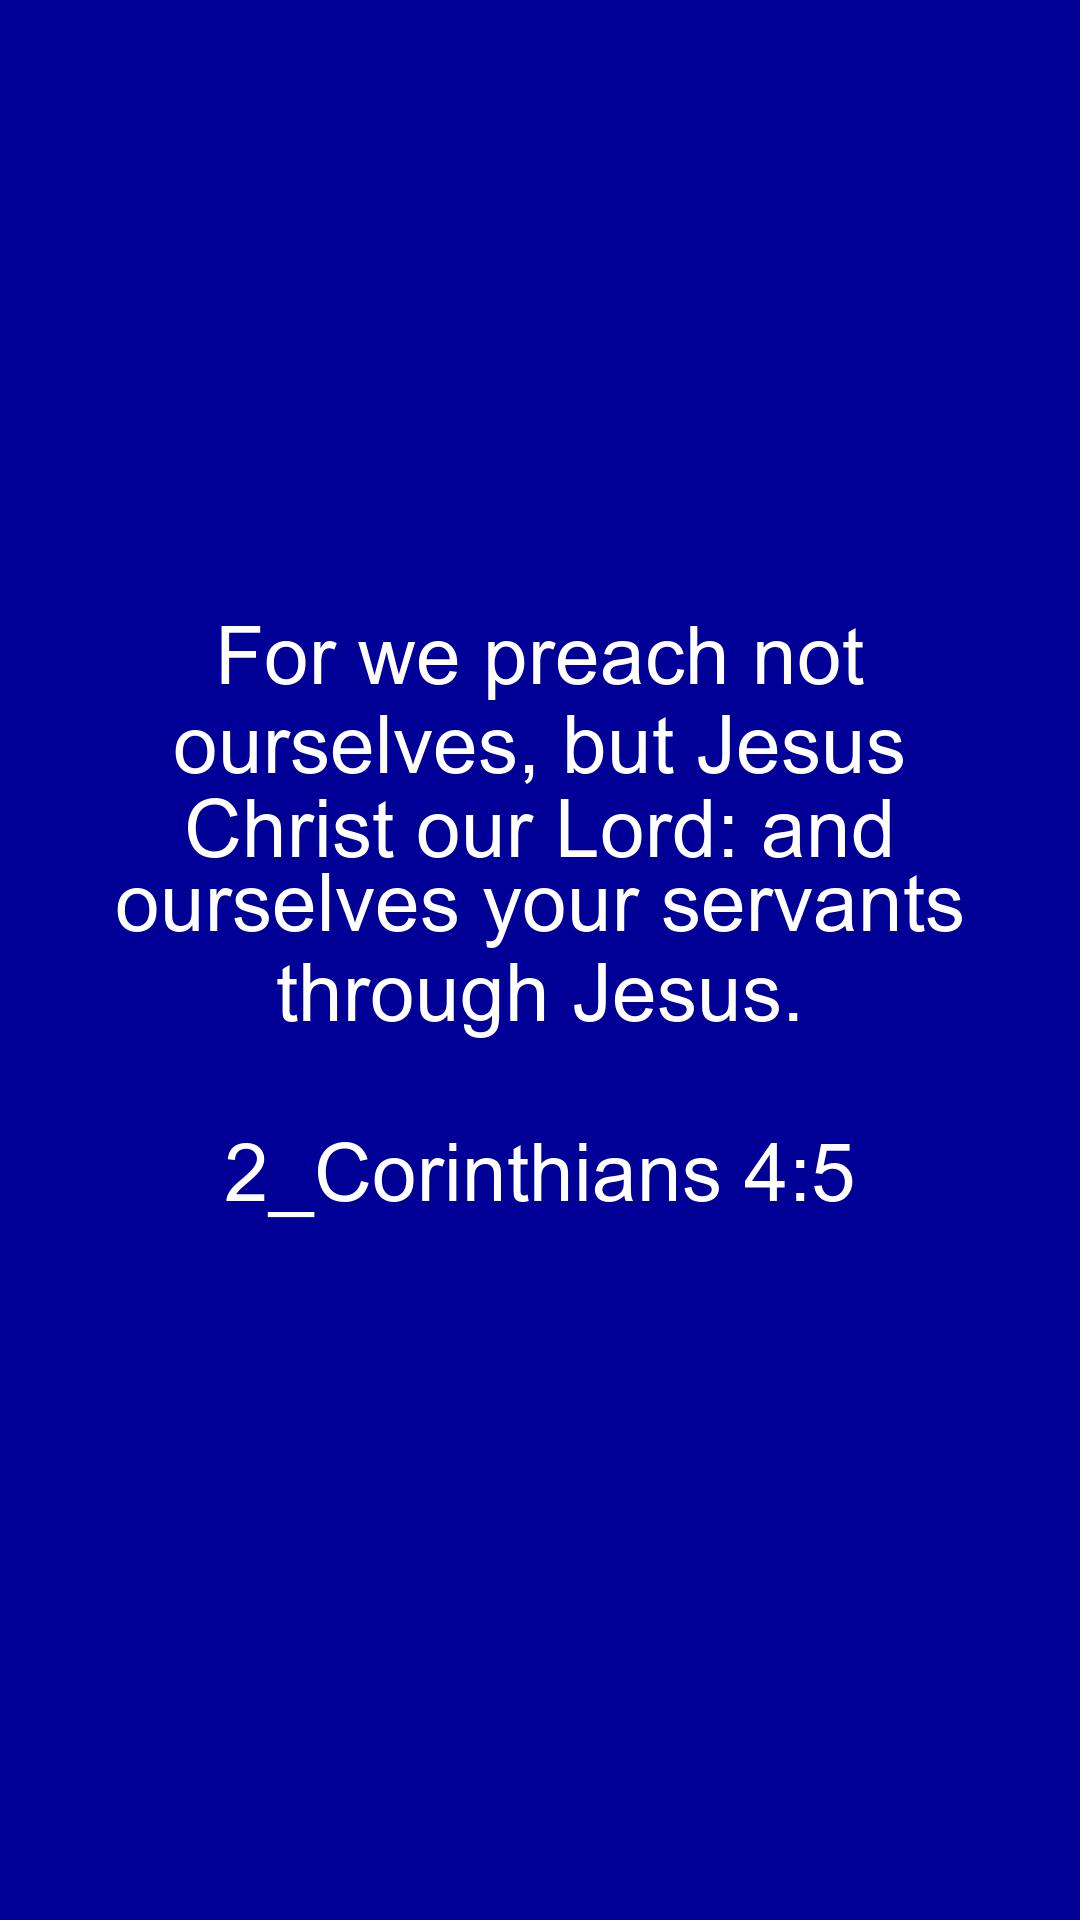 For we preach not
ourselves, but Jesus
Christ our Lord: and
ourselves your servants
through Jesus.
2_Corinthians 4:5